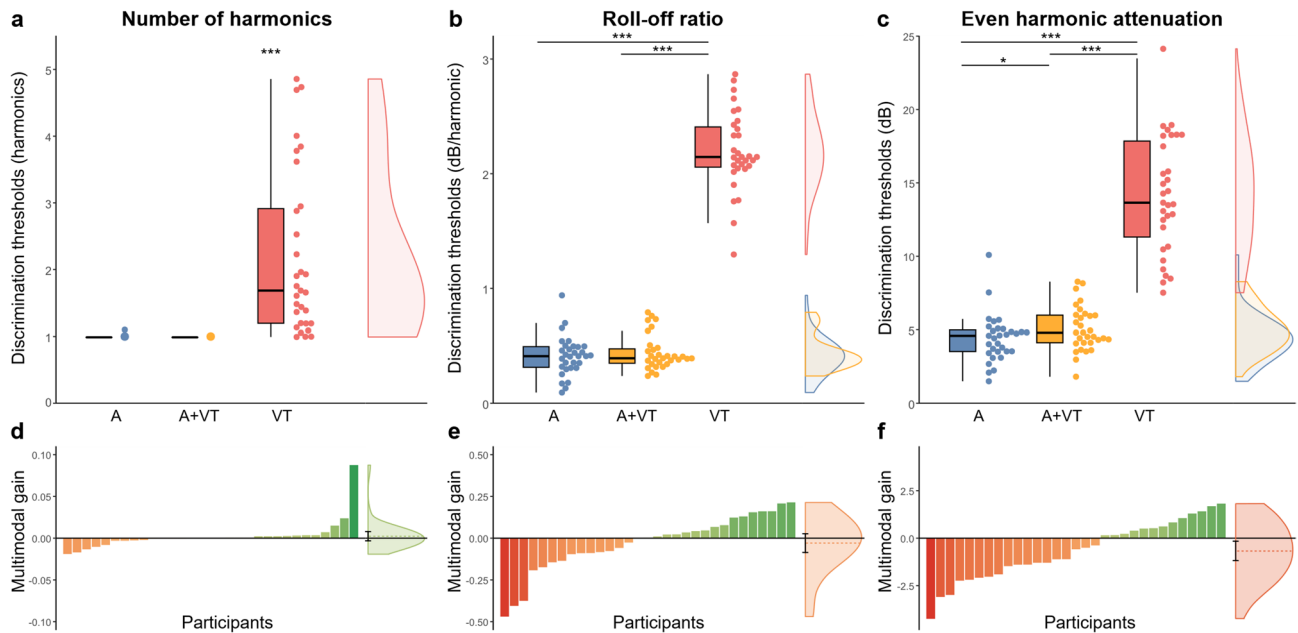 a Number of harmonics
Discrimination thresholds (harmonics)
5
4
3
2
1
0
***
A A+VT VT
b Roll-off ratio
Discrimination thresholds (dB/harmonic)
3
2
1
0
***
***
A A+VT VT
c Even harmonic attenuation
Discrimination thresholds (dB)
25
20
15
10
5
0
***
***
*
A A+VT VT
d
Multimodal gain
0.10
0.05
0.00
-0.05
-0.10
Participants
e
Multimodal gain
0.50
0.25
0.00
-0.25
-0.50
Participants
f
Multimodal gain
2.5
0.00
-2.5
Participants